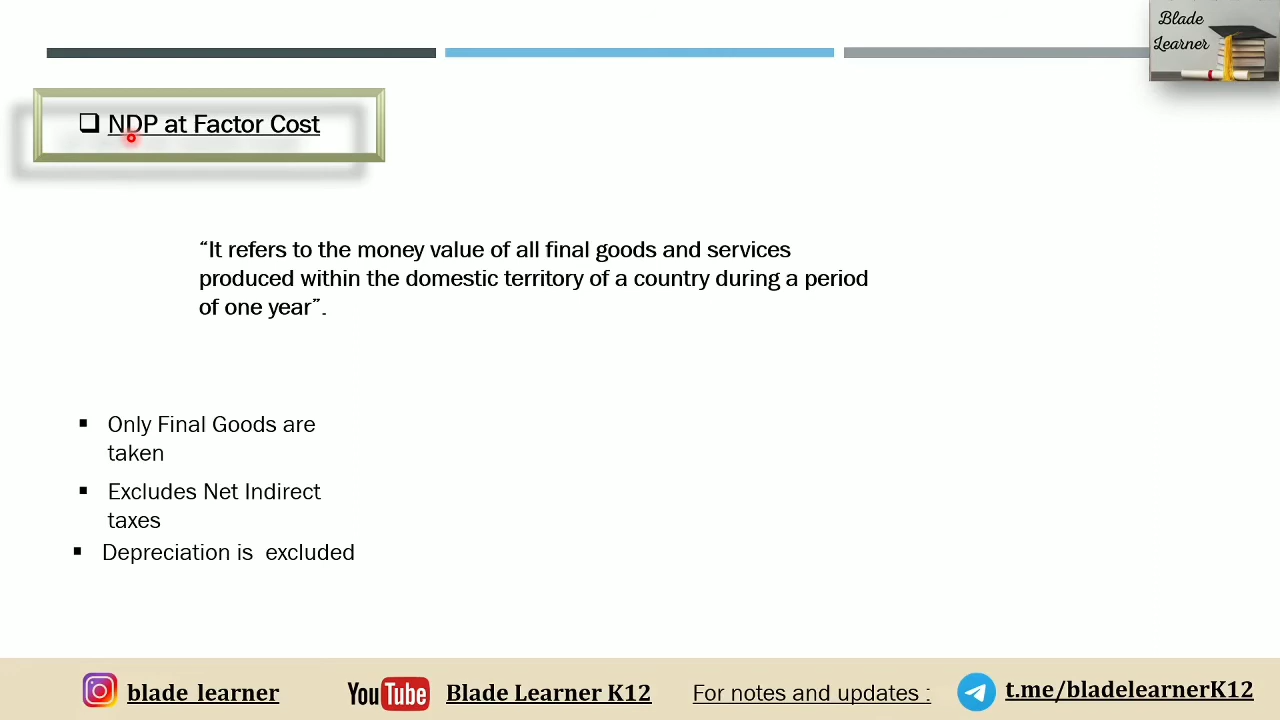 Blade
Learner
NDP at Factor Cost
“It refers to the money value of all final goods and services
produced within the domestic territory of a country during a period
of one year”.
Only Final Goods are
taken
Excludes Net Indirect
taxes
Depreciation is  excluded
blade_learner
YouTube
Blade Learner K12
For notes and updates :
t.me/bladelearnerK12